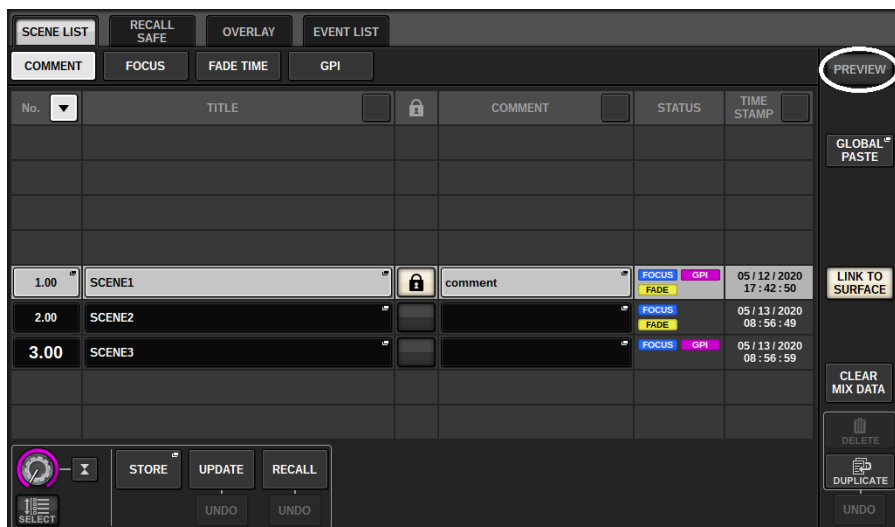 SCENE LIST
RECALL
SAFE
OVERLAY
EVENT LIST
COMMENT
FOCUS
FADE TIME
GPI
PREVIEW
No.
TITLE
COMMENT
STATUS
TIME
STAMP
GLOBAL
PASTE
1.00
SCENE1
comment
FOCUS GPI
FADE
05/12/2020
17:42:50
LINK TO
SURFACE
2.00
SCENE2
FOCUS
FADE
05/13/2020
08:56:49
3.00
SCENE3
FOCUS GPI
05/13/2020
08:56:59
CLEAR
MIX DATA
DELETE
STORE
UPDATE
RECALL
DUPLICATE
SELECT
UNDO
UNDO
UNDO